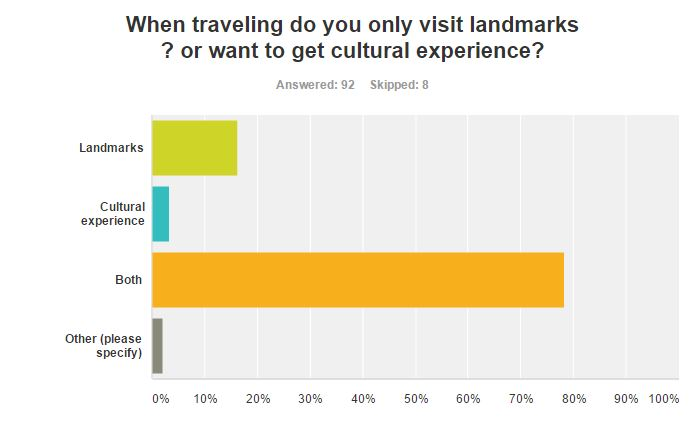 When traveling do you only visit landmarks
? or want to get cultural experience?
Answered: 92 Skipped: 8
Landmarks
Cultural
experience
Both
Other (please
specify)
0% 10% 20% 30% 40% 50% 60% 70% 80% 90% 100%